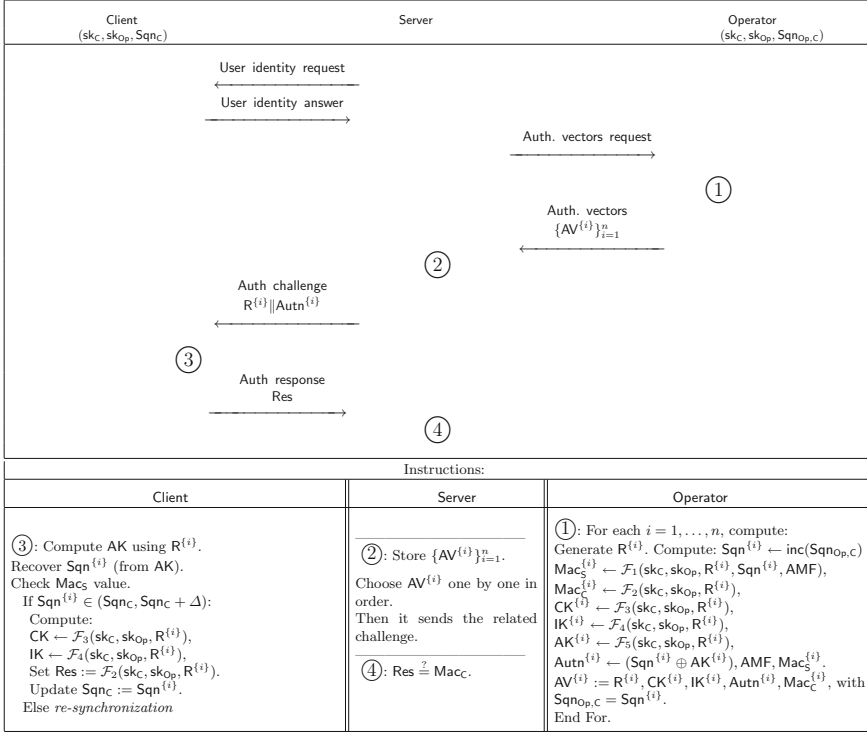 Client Server Operator
(sk_C, sk_Op, Sqn_C) (sk_C, sk_Op, Sqn_Op,C)
User identity request
User identity answer
Auth. vectors request
①
Auth. vectors
{AV^{i}}^n_{i=1}
②
Auth challenge
R^{i}‖Autn^{i}
③
Auth response
Res
④
Instructions:
Client Server Operator
③: Compute AK using R^{i}.
Recover Sqn^{i} (from AK).
Check Mac_S value.
If Sqn^{i} ∈ (Sqn_C, Sqn_C + Δ):
Compute:
CK ← F_3(sk_C, sk_Op, R^{i}),
IK ← F_4(sk_C, sk_Op, R^{i}),
Set Res := F_2(sk_C, sk_Op, R^{i}).
Update Sqn_C := Sqn^{i}.
Else re-synchronization
②: Store {AV^{i}}^n_{i=1}.
Choose AV^{i} one by one in
order.
Then it sends the related
challenge.
④: Res ≟ Mac_C.
①: For each i = 1, . . . , n, compute:
Generate R^{i}. Compute: Sqn^{i} ← inc(Sqn_Op,C)
Mac_S^{i} ← F_1(sk_C, sk_Op, R^{i}, Sqn^{i}, AMF),
Mac_C^{i} ← F_2(sk_C, sk_Op, R^{i}),
CK^{i} ← F_3(sk_C, sk_Op, R^{i}),
IK^{i} ← F_4(sk_C, sk_Op, R^{i}),
AK^{i} ← F_5(sk_C, sk_Op, R^{i}),
Autn^{i} ← (Sqn^{i} ⊕ AK^{i}), AMF, Mac_S^{i}.
AV^{i} := R^{i}, CK^{i}, IK^{i}, Autn^{i}, Mac_C^{i}, with
Sqn_Op,C = Sqn^{i}.
End For.